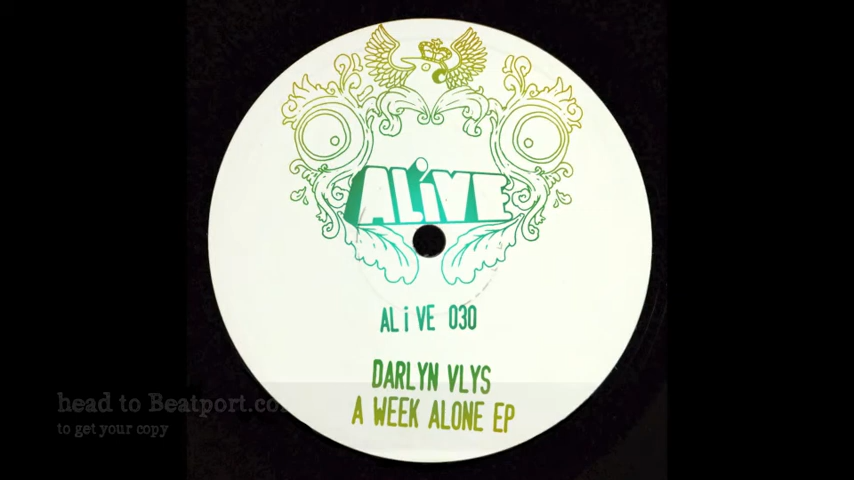 ALiVE
ALiVE 030
DARLYN VLYS
A WEEK ALONE EP
head to Beatport.co
to get your copy